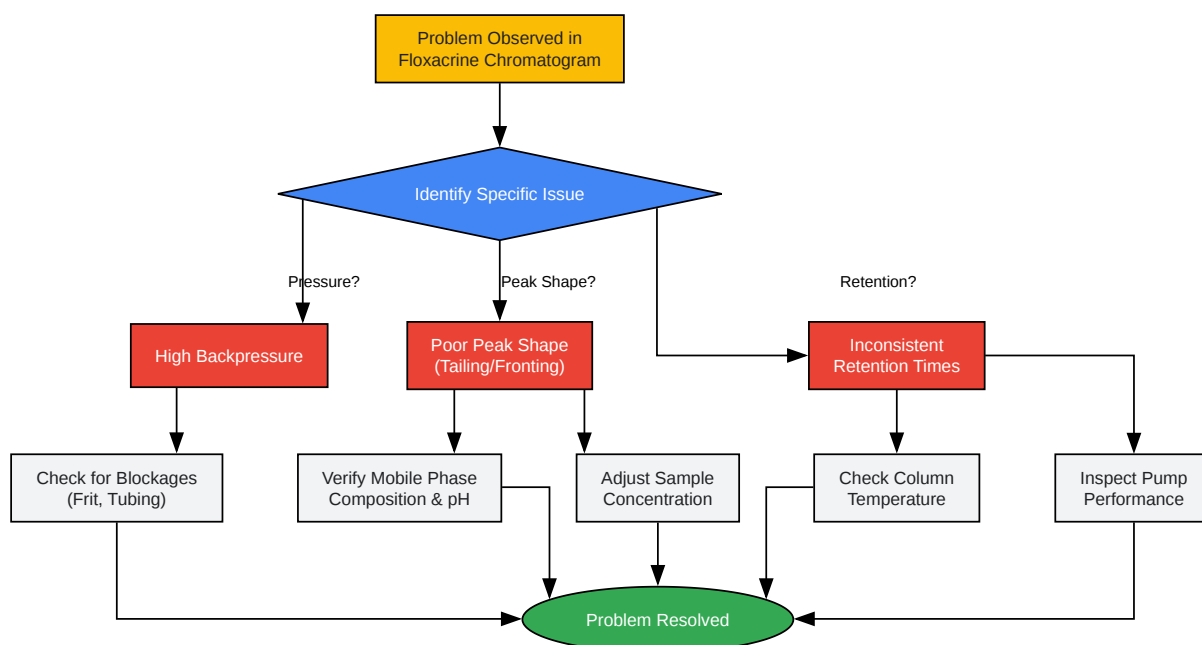 Problem Observed in
Floxacrine Chromatogram
Identify Specific Issue
Pressure?
Peak Shape?
Retention?
High Backpressure
Poor Peak Shape
(Tailing/Fronting)
Inconsistent
Retention Times
Check for Blockages
(Frit, Tubing)
Verify Mobile Phase
Composition & pH
Adjust Sample
Concentration
Check Column
Temperature
Inspect Pump
Performance
Problem Resolved